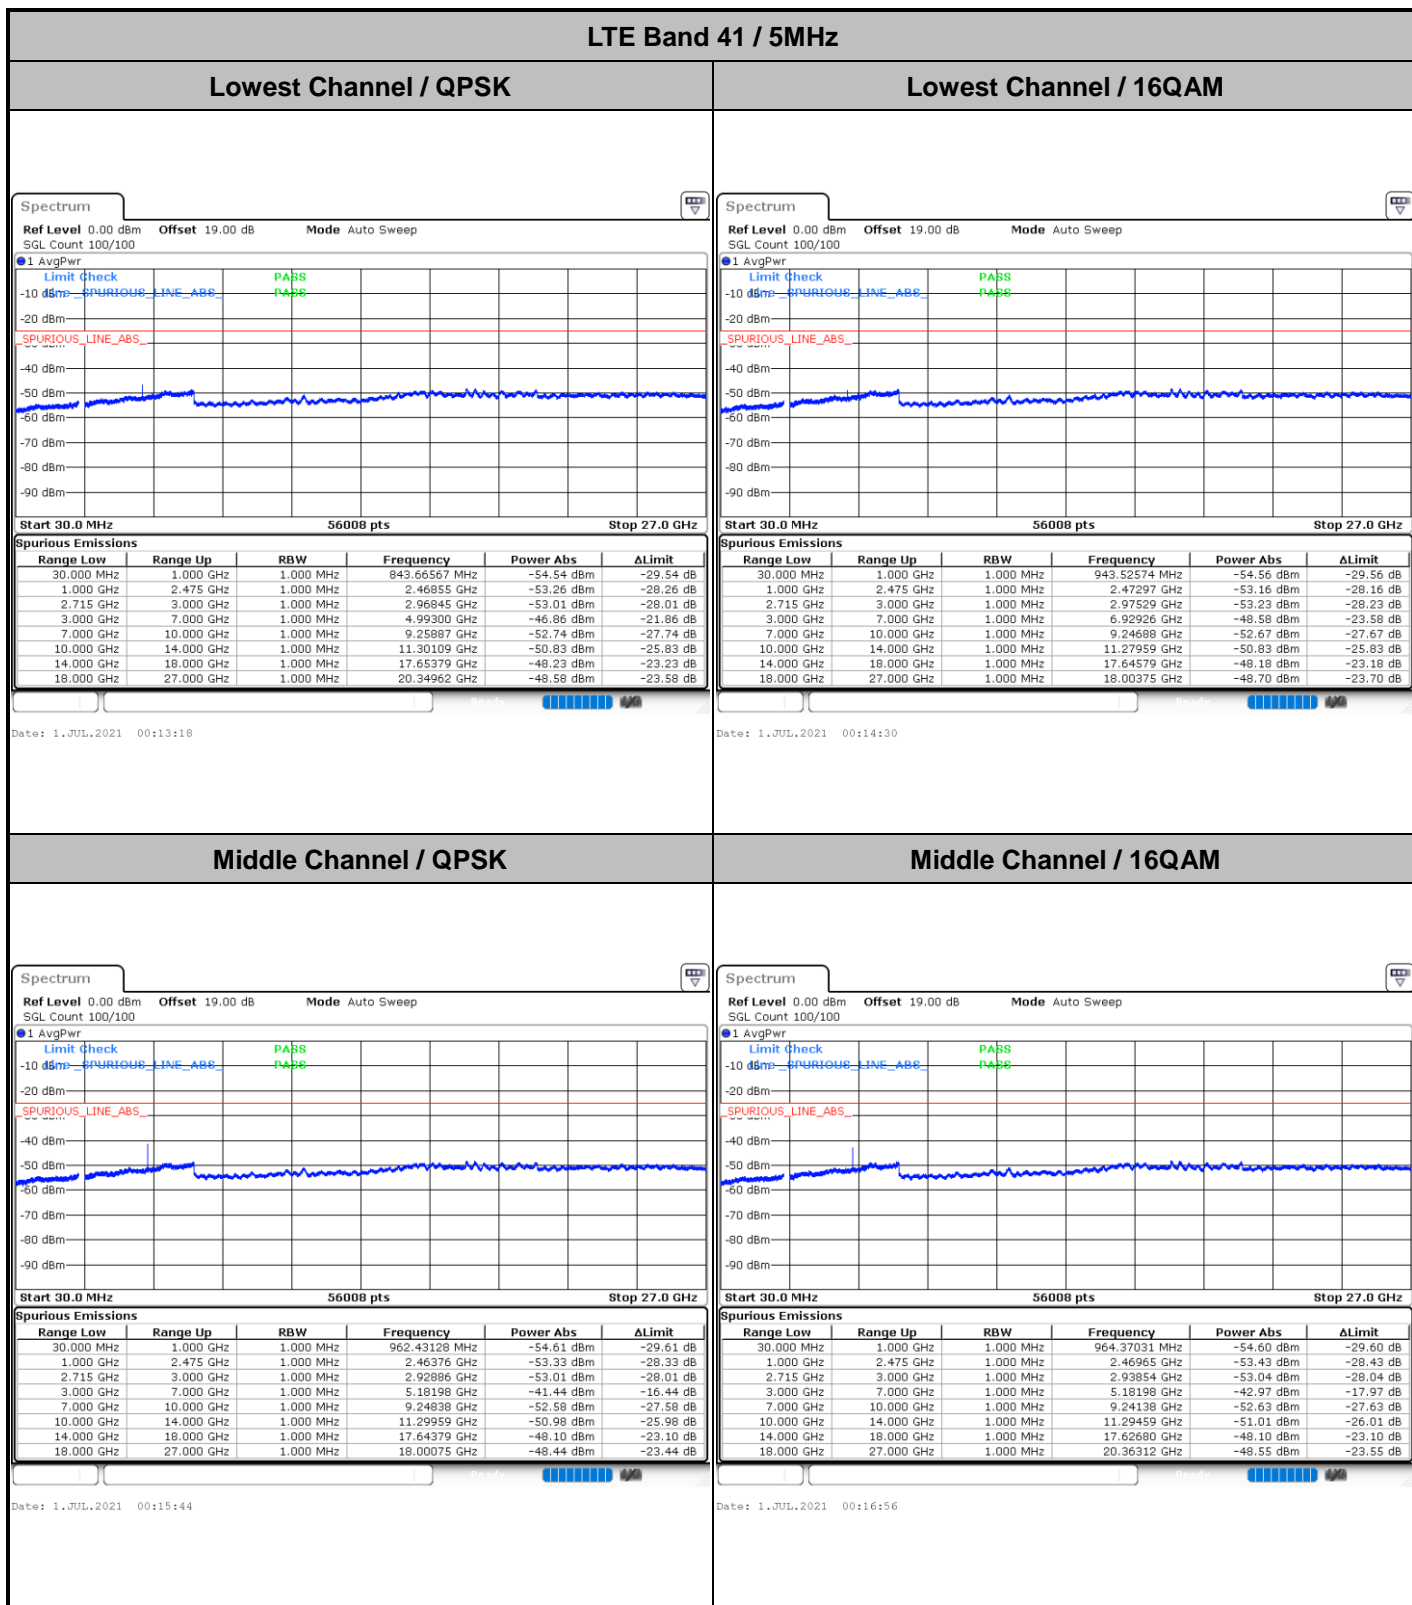 LTE Band 41 / 5MHz
Lowest Channel / QPSK
Lowest Channel / 16QAM
Spectrum
Ref Level 0.00 dBm Offset 19.00 dB Mode Auto Sweep
SGL Count 100/100
1 AvgPwr
Limit Check PASS
Line _SPURIOUS_LINE_ABS_ PASS
-10 dBm
-20 dBm
_SPURIOUS_LINE_ABS_
-40 dBm
-50 dBm
-60 dBm
-70 dBm
-80 dBm
-90 dBm
Start 30.0 MHz 56008 pts Stop 27.0 GHz
Spurious Emissions
Range Low Range Up RBW Frequency Power Abs ΔLimit
30.000 MHz 1.000 GHz 1.000 MHz 843.66567 MHz -54.54 dBm -29.54 dB
1.000 GHz 2.475 GHz 1.000 MHz 2.46855 GHz -53.26 dBm -28.26 dB
2.715 GHz 3.000 GHz 1.000 MHz 2.96845 GHz -53.01 dBm -28.01 dB
3.000 GHz 7.000 GHz 1.000 MHz 4.99300 GHz -46.86 dBm -21.86 dB
7.000 GHz 10.000 GHz 1.000 MHz 9.25887 GHz -52.74 dBm -27.74 dB
10.000 GHz 14.000 GHz 1.000 MHz 11.30109 GHz -50.83 dBm -25.83 dB
14.000 GHz 18.000 GHz 1.000 MHz 17.65379 GHz -48.23 dBm -23.23 dB
18.000 GHz 27.000 GHz 1.000 MHz 20.34962 GHz -48.58 dBm -23.58 dB
Ready
Date: 1.JUL.2021 00:13:18
Spectrum
Ref Level 0.00 dBm Offset 19.00 dB Mode Auto Sweep
SGL Count 100/100
1 AvgPwr
Limit Check PASS
Line _SPURIOUS_LINE_ABS_ PASS
-10 dBm
-20 dBm
_SPURIOUS_LINE_ABS_
-40 dBm
-50 dBm
-60 dBm
-70 dBm
-80 dBm
-90 dBm
Start 30.0 MHz 56008 pts Stop 27.0 GHz
Spurious Emissions
Range Low Range Up RBW Frequency Power Abs ΔLimit
30.000 MHz 1.000 GHz 1.000 MHz 943.52574 MHz -54.56 dBm -29.56 dB
1.000 GHz 2.475 GHz 1.000 MHz 2.47297 GHz -53.16 dBm -28.16 dB
2.715 GHz 3.000 GHz 1.000 MHz 2.97529 GHz -53.23 dBm -28.23 dB
3.000 GHz 7.000 GHz 1.000 MHz 6.92926 GHz -48.58 dBm -23.58 dB
7.000 GHz 10.000 GHz 1.000 MHz 9.24688 GHz -52.67 dBm -27.67 dB
10.000 GHz 14.000 GHz 1.000 MHz 11.27959 GHz -50.83 dBm -25.83 dB
14.000 GHz 18.000 GHz 1.000 MHz 17.64579 GHz -48.18 dBm -23.18 dB
18.000 GHz 27.000 GHz 1.000 MHz 18.00375 GHz -48.70 dBm -23.70 dB
Ready
Date: 1.JUL.2021 00:14:30
Middle Channel / QPSK
Middle Channel / 16QAM
Spectrum
Ref Level 0.00 dBm Offset 19.00 dB Mode Auto Sweep
SGL Count 100/100
1 AvgPwr
Limit Check PASS
Line _SPURIOUS_LINE_ABS_ PASS
-10 dBm
-20 dBm
_SPURIOUS_LINE_ABS_
-40 dBm
-50 dBm
-60 dBm
-70 dBm
-80 dBm
-90 dBm
Start 30.0 MHz 56008 pts Stop 27.0 GHz
Spurious Emissions
Range Low Range Up RBW Frequency Power Abs ΔLimit
30.000 MHz 1.000 GHz 1.000 MHz 962.43128 MHz -54.61 dBm -29.61 dB
1.000 GHz 2.475 GHz 1.000 MHz 2.46376 GHz -53.33 dBm -28.33 dB
2.715 GHz 3.000 GHz 1.000 MHz 2.92886 GHz -53.01 dBm -28.01 dB
3.000 GHz 7.000 GHz 1.000 MHz 5.18198 GHz -41.44 dBm -16.44 dB
7.000 GHz 10.000 GHz 1.000 MHz 9.24838 GHz -52.58 dBm -27.58 dB
10.000 GHz 14.000 GHz 1.000 MHz 11.29959 GHz -50.98 dBm -25.98 dB
14.000 GHz 18.000 GHz 1.000 MHz 17.64379 GHz -48.10 dBm -23.10 dB
18.000 GHz 27.000 GHz 1.000 MHz 18.00075 GHz -48.44 dBm -23.44 dB
Ready
Date: 1.JUL.2021 00:15:44
Spectrum
Ref Level 0.00 dBm Offset 19.00 dB Mode Auto Sweep
SGL Count 100/100
1 AvgPwr
Limit Check PASS
Line _SPURIOUS_LINE_ABS_ PASS
-10 dBm
-20 dBm
_SPURIOUS_LINE_ABS_
-40 dBm
-50 dBm
-60 dBm
-70 dBm
-80 dBm
-90 dBm
Start 30.0 MHz 56008 pts Stop 27.0 GHz
Spurious Emissions
Range Low Range Up RBW Frequency Power Abs ΔLimit
30.000 MHz 1.000 GHz 1.000 MHz 964.37031 MHz -54.60 dBm -29.60 dB
1.000 GHz 2.475 GHz 1.000 MHz 2.46965 GHz -53.43 dBm -28.43 dB
2.715 GHz 3.000 GHz 1.000 MHz 2.93854 GHz -53.04 dBm -28.04 dB
3.000 GHz 7.000 GHz 1.000 MHz 5.18198 GHz -42.97 dBm -17.97 dB
7.000 GHz 10.000 GHz 1.000 MHz 9.24138 GHz -52.63 dBm -27.63 dB
10.000 GHz 14.000 GHz 1.000 MHz 11.29459 GHz -51.01 dBm -26.01 dB
14.000 GHz 18.000 GHz 1.000 MHz 17.62680 GHz -48.10 dBm -23.10 dB
18.000 GHz 27.000 GHz 1.000 MHz 20.36312 GHz -48.55 dBm -23.55 dB
Ready
Date: 1.JUL.2021 00:16:56